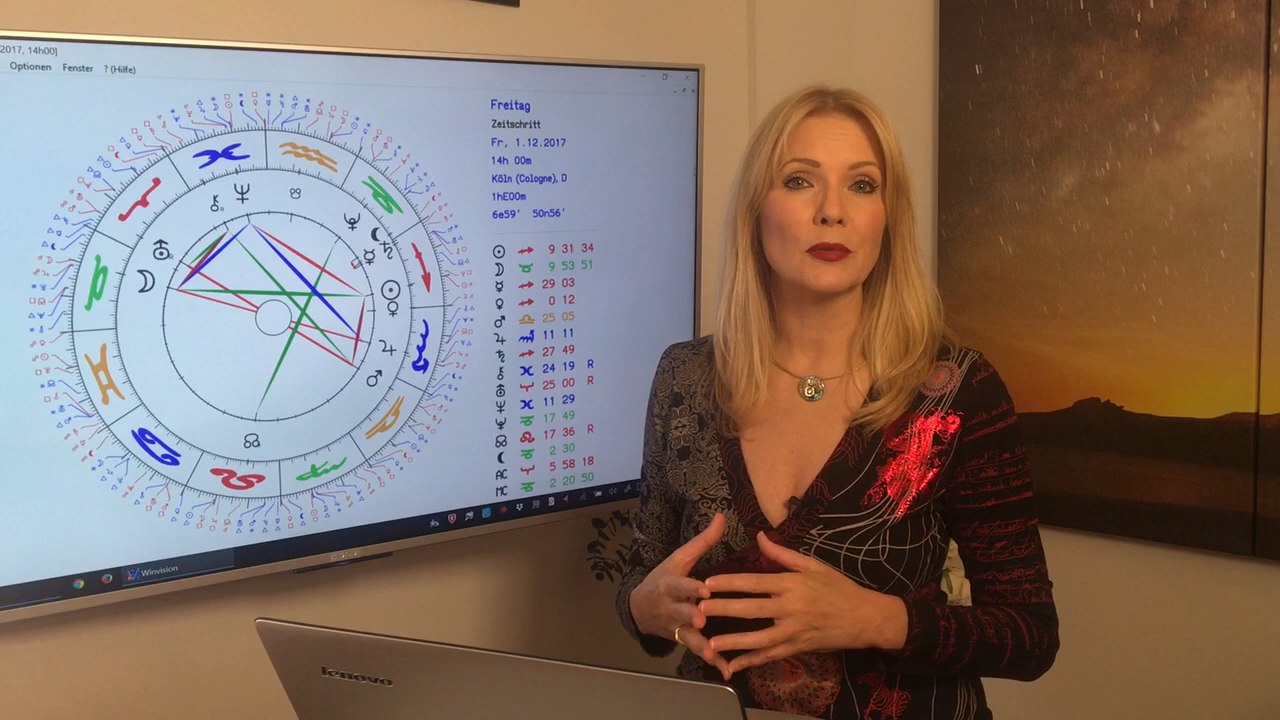 2017, 14h00]
Optionen Fenster ? (Hilfe)
Freitag
Zeitschritt
Fr, 1.12.2017
14h 00m
Köln (Cologne), D
1hE00m
6e59' 50n56'
☉ ♐ 9 31 34
☽ ♉ 9 53 51
☿ ♐ 29 03
♀ ♐ 0 12
♂ ♎ 25 05
♃ ♏ 11 11
♄ ♐ 27 49
⚷ ♓ 24 19 R
♅ ♈ 25 00 R
♆ ♓ 11 29
♇ ♑ 17 49
☊ ♌ 17 36 R
⚸ ♑ 2 30
AC ♈ 5 58 18
MC ♑ 2 20 50
Winvision
lenovo